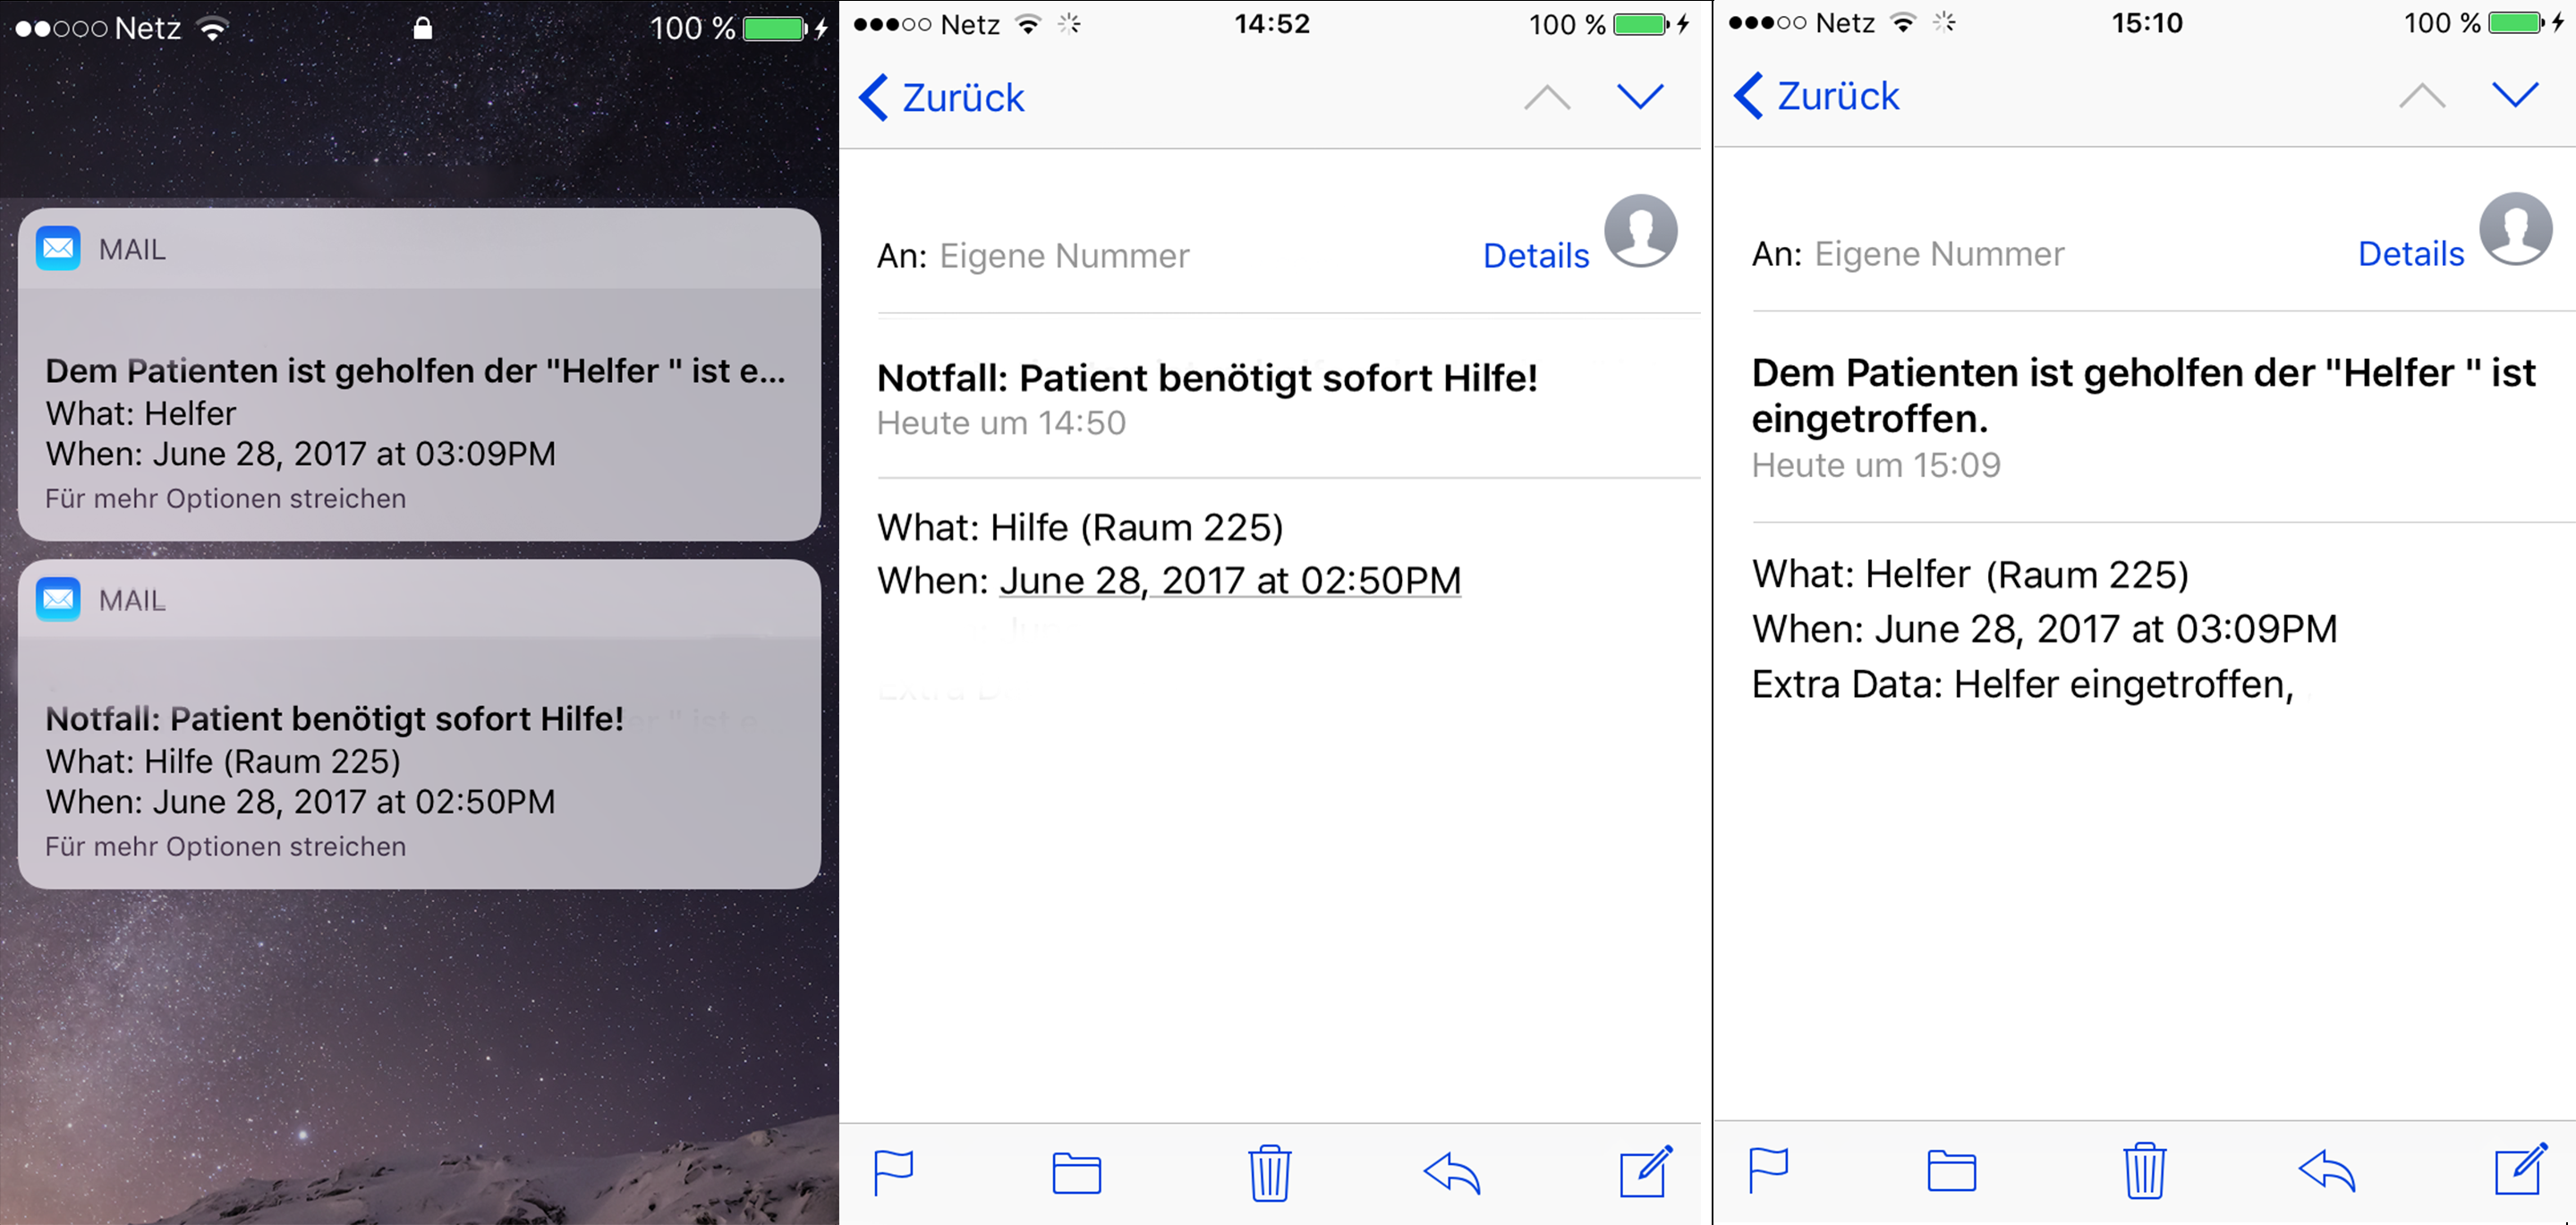 Netz 100 %
MAIL
Dem Patienten ist geholfen der "Helfer " ist e...
What: Helfer
When: June 28, 2017 at 03:09PM
Für mehr Optionen streichen
MAIL
Notfall: Patient benötigt sofort Hilfe!
What: Hilfe (Raum 225)
When: June 28, 2017 at 02:50PM
Für mehr Optionen streichen
Netz 14:52 100 %
Zurück
An: Eigene Nummer Details
Notfall: Patient benötigt sofort Hilfe!
Heute um 14:50
What: Hilfe (Raum 225)
When: June 28, 2017 at 02:50PM
Netz 15:10 100 %
Zurück
An: Eigene Nummer Details
Dem Patienten ist geholfen der "Helfer " ist
eingetroffen.
Heute um 15:09
What: Helfer (Raum 225)
When: June 28, 2017 at 03:09PM
Extra Data: Helfer eingetroffen,